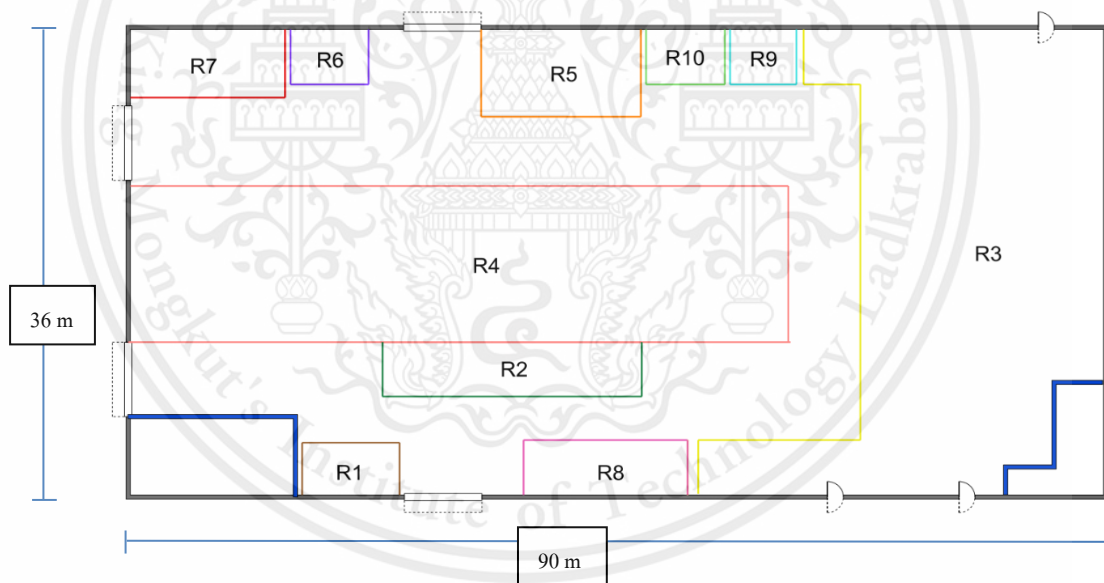 R7
R6
R5
R10
R9
R4
R3
36 m
R2
R1
R8
90 m
King Mongkut's Institute of Technology Ladkrabang